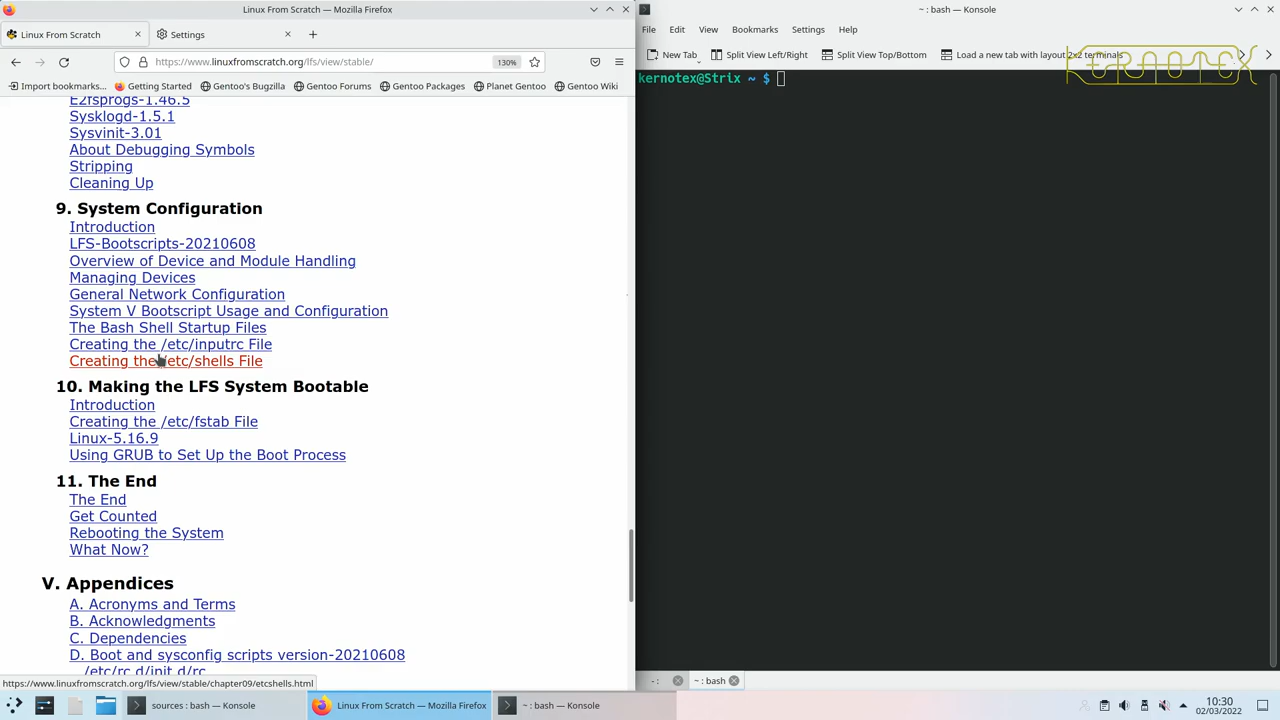 Linux From Scratch — Mozilla Firefox
~ : bash — Konsole
Linux From Scratch
Settings
File Edit View Bookmarks Settings Help
https://www.linuxfromscratch.org/lfs/view/stable/
130%
New Tab Split View Left/Right Split View Top/Bottom Load a new tab with layout 2x2 terminals
KERNOTEX
Import bookmarks... Getting Started Gentoo's Bugzilla Gentoo Forums Gentoo Packages Planet Gentoo Gentoo Wiki
kernotex@Strix ~ $
E2fsprogs-1.46.5
Sysklogd-1.5.1
Sysvinit-3.01
About Debugging Symbols
Stripping
Cleaning Up
9. System Configuration
Introduction
LFS-Bootscripts-20210608
Overview of Device and Module Handling
Managing Devices
General Network Configuration
System V Bootscript Usage and Configuration
The Bash Shell Startup Files
Creating the /etc/inputrc File
Creating the /etc/shells File
10. Making the LFS System Bootable
Introduction
Creating the /etc/fstab File
Linux-5.16.9
Using GRUB to Set Up the Boot Process
11. The End
The End
Get Counted
Rebooting the System
What Now?
V. Appendices
A. Acronyms and Terms
B. Acknowledgments
C. Dependencies
D. Boot and sysconfig scripts version-20210608
/etc/rc.d/init.d/rc
https://www.linuxfromscratch.org/lfs/view/stable/chapter09/etcshells.html
- :
~ : bash
sources : bash — Konsole
Linux From Scratch — Mozilla Firefox
~ : bash — Konsole
10:30
02/03/2022